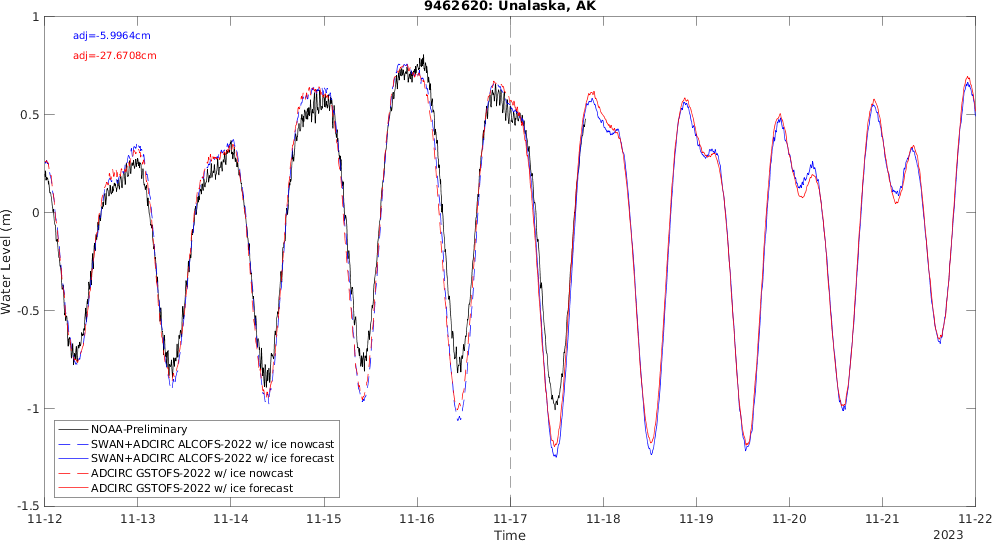 9462620: Unalaska, AK
adj=-5.9964cm
adj=-27.6708cm
1
0.5
0
-0.5
-1
-1.5
Water Level (m)
NOAA-Preliminary
SWAN+ADCIRC ALCOFS-2022 w/ ice nowcast
SWAN+ADCIRC ALCOFS-2022 w/ ice forecast
ADCIRC GSTOFS-2022 w/ ice nowcast
ADCIRC GSTOFS-2022 w/ ice forecast
11-12 11-13 11-14 11-15 11-16 11-17 11-18 11-19 11-20 11-21 11-22
Time
2023